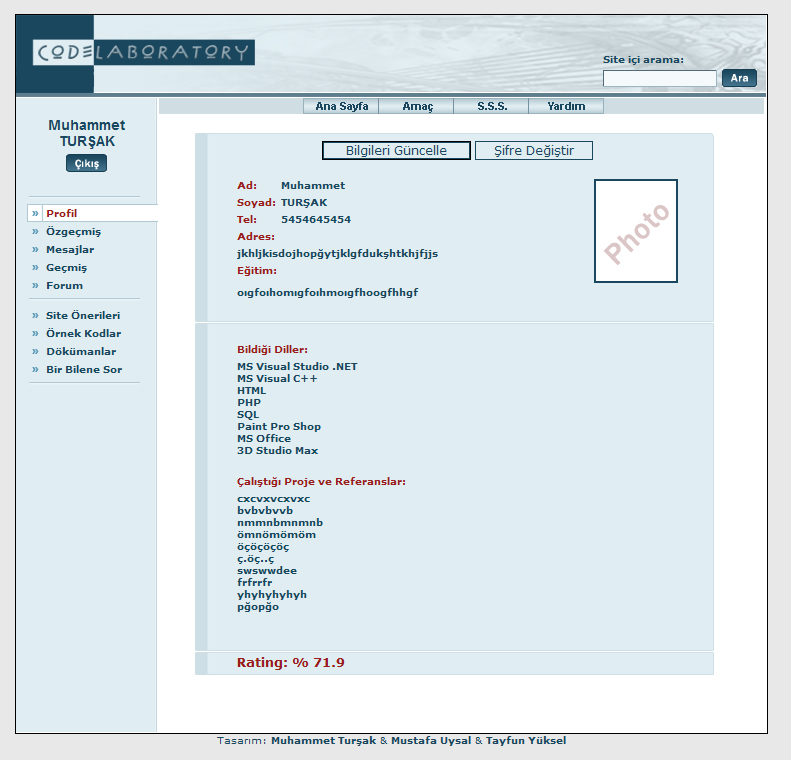 CODELABORATORY
Site içi arama:
Ara
Ana Sayfa Amaç S.S.S. Yardım
Muhammet
TURŞAK
Çıkış
» Profil
» Özgeçmiş
» Mesajlar
» Geçmiş
» Forum
» Site Önerileri
» Örnek Kodlar
» Dökümanlar
» Bir Bilene Sor
Bilgileri Güncelle Şifre Değiştir
Ad: Muhammet
Soyad: TURŞAK
Tel: 5454645454
Adres:
jkhljkisdojhopğytjklgfdukşhtkhjfjjs
Eğitim:
oıgfoıhomıgfoıhmoıgfhoogfhhgf
Photo
Bildiği Diller:
MS Visual Studio .NET
MS Visual C++
HTML
PHP
SQL
Paint Pro Shop
MS Office
3D Studio Max
Çalıştığı Proje ve Referanslar:
cxcvxvcxvxc
bvbvbvvb
nmmnbmnmnb
ömnömömöm
öçöçöçöç
ç.öç..ç
swswwdee
frfrrfr
yhyhyhyhyh
pğopğo
Rating: % 71.9
Tasarım: Muhammet Turşak & Mustafa Uysal & Tayfun Yüksel